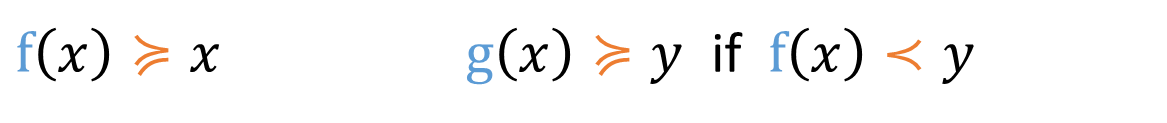 f(x) ≽ x g(x) ≽ y if f(x) ≺ y